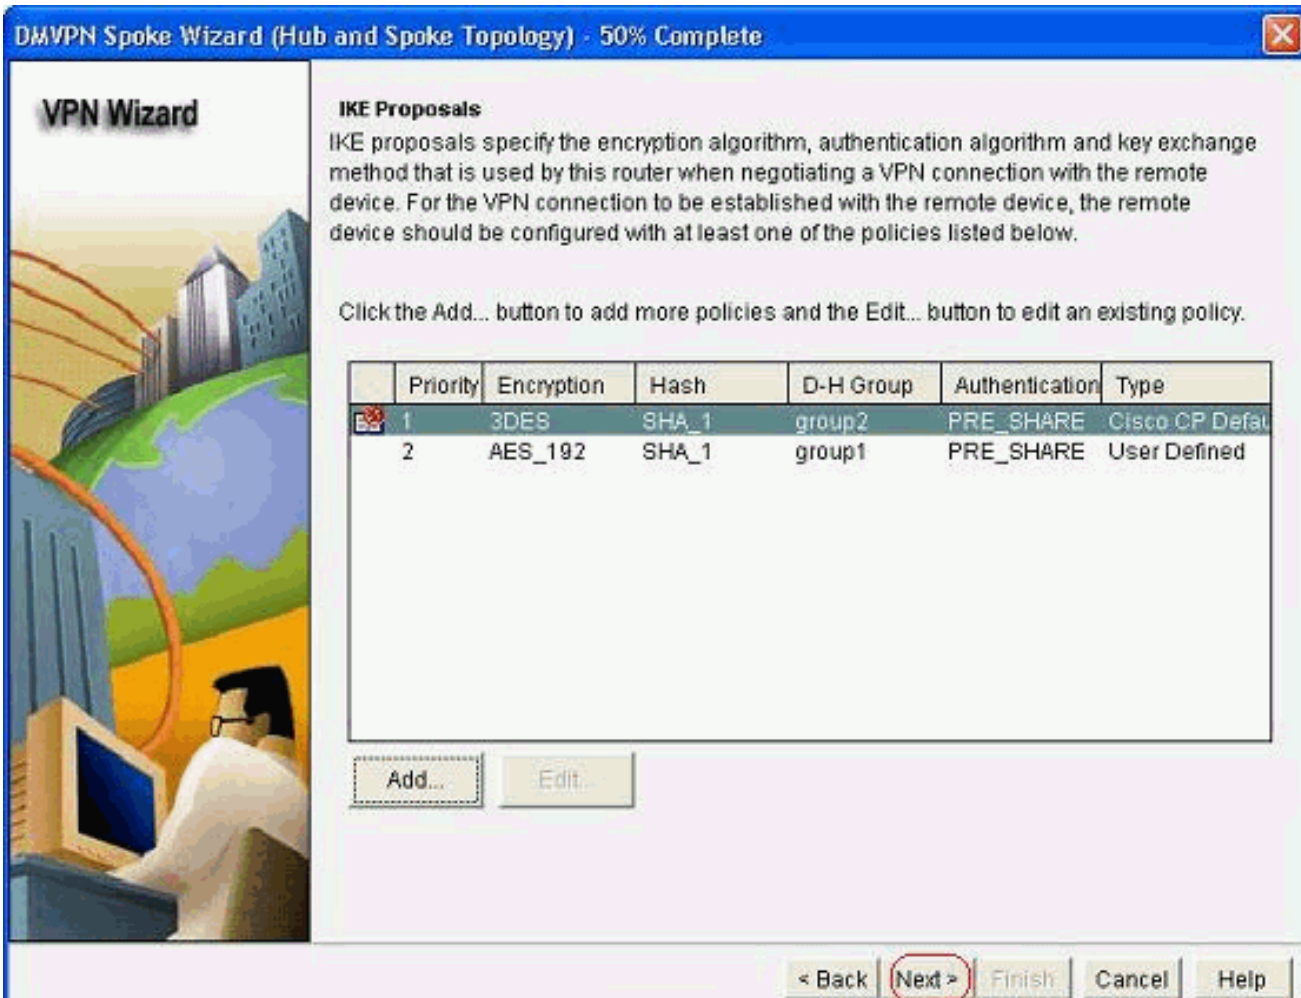 DMVPN Spoke Wizard (Hub and Spoke Topology) - 50% Complete
VPN Wizard
IKE Proposals
IKE proposals specify the encryption algorithm, authentication algorithm and key exchange
method that is used by this router when negotiating a VPN connection with the remote
device. For the VPN connection to be established with the remote device, the remote
device should be configured with at least one of the policies listed below.
Click the Add... button to add more policies and the Edit... button to edit an existing policy.
Priority Encryption Hash D-H Group Authentication Type
1 3DES SHA_1 group2 PRE_SHARE Cisco CP Defau
2 AES_192 SHA_1 group1 PRE_SHARE User Defined
Add... Edit...
< Back Next > Finish Cancel Help